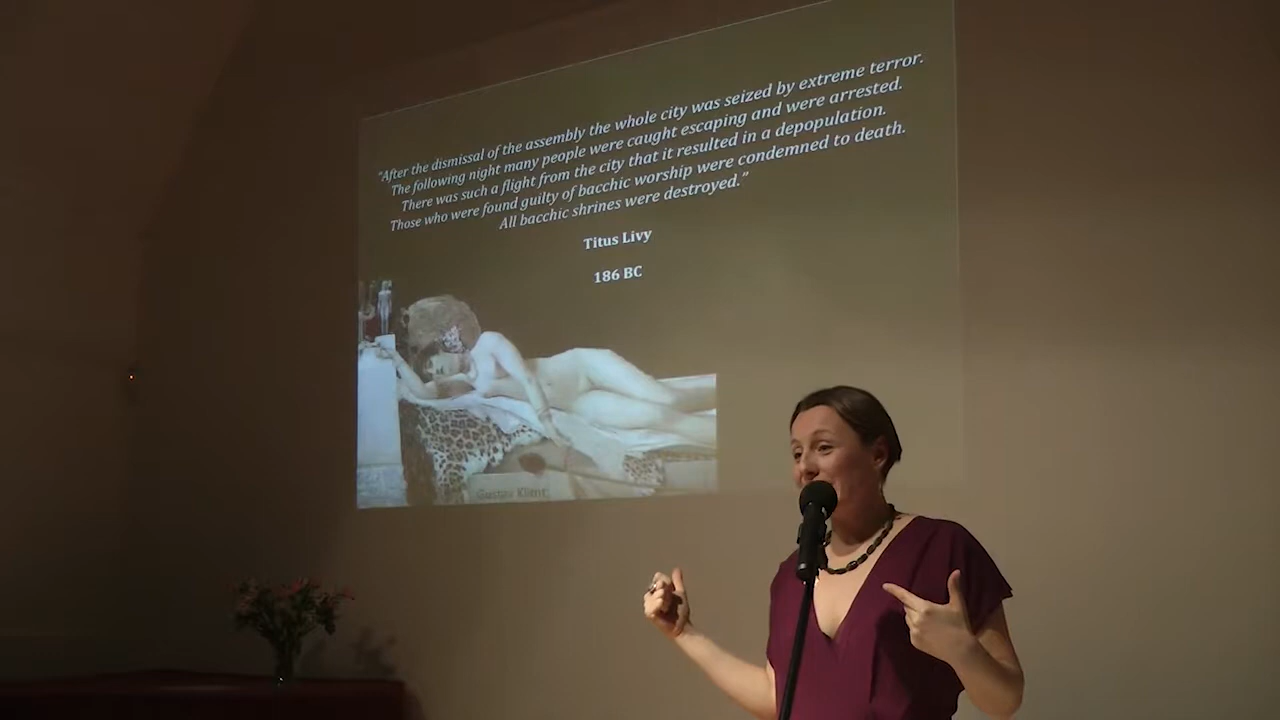 "After the dismissal of the assembly the whole city was seized by extreme terror.
The following night many people were caught escaping and were arrested.
There was such a flight from the city that it resulted in a depopulation.
Those who were found guilty of bacchic worship were condemned to death.
All bacchic shrines were destroyed."
Titus Livy
186 BC
Gustav Klimt